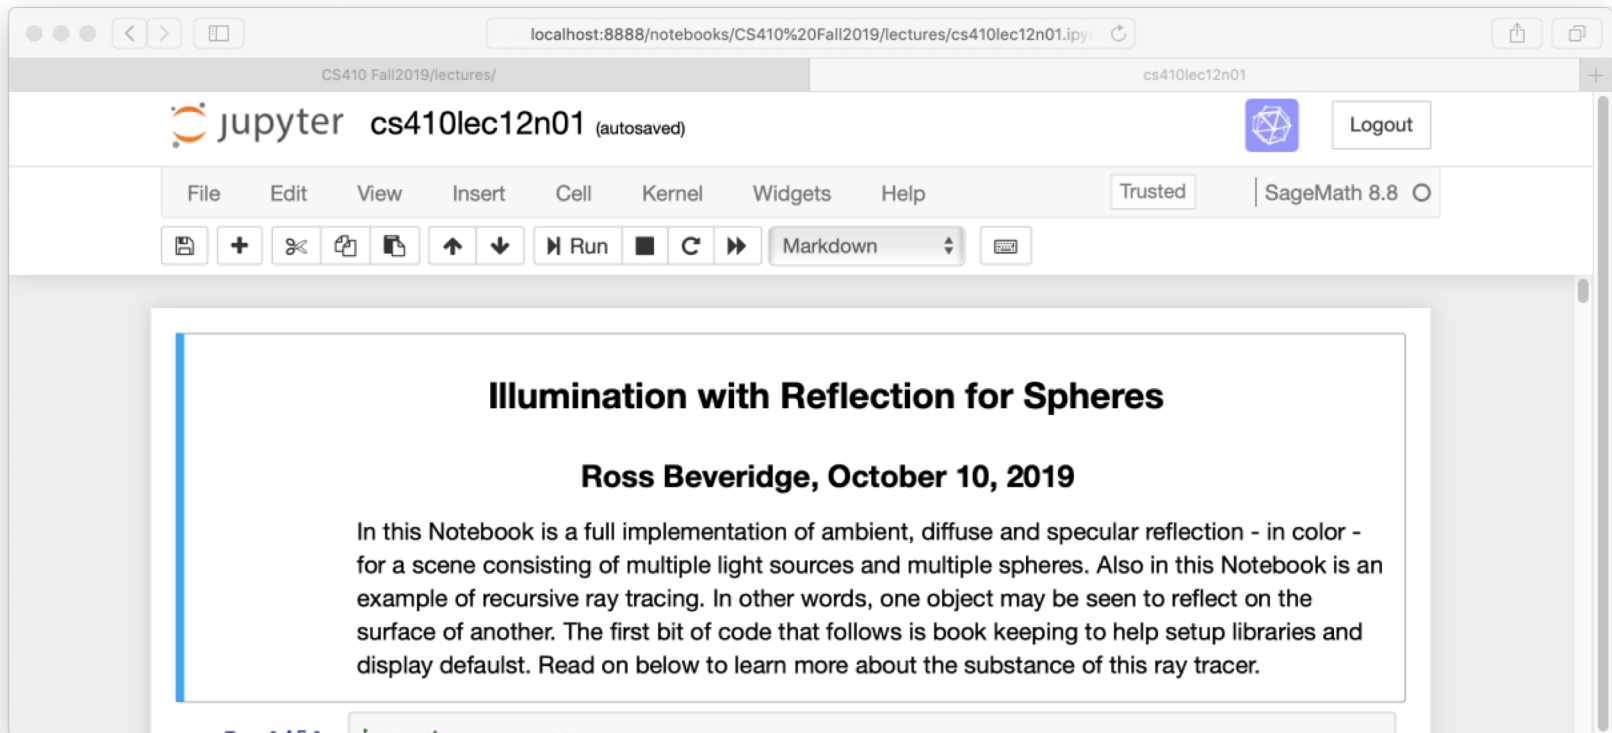 localhost:8888/notebooks/CS410%20Fall2019/lectures/cs410lec12n01.ipy
CS410 Fall2019/lectures/
cs410lec12n01
jupyter cs410lec12n01 (autosaved)
Logout
File Edit View Insert Cell Kernel Widgets Help Trusted SageMath 8.8
Run Markdown
Illumination with Reflection for Spheres
Ross Beveridge, October 10, 2019
In this Notebook is a full implementation of ambient, diffuse and specular reflection - in color -
for a scene consisting of multiple light sources and multiple spheres. Also in this Notebook is an
example of recursive ray tracing. In other words, one object may be seen to reflect on the
surface of another. The first bit of code that follows is book keeping to help setup libraries and
display defaulst. Read on below to learn more about the substance of this ray tracer.